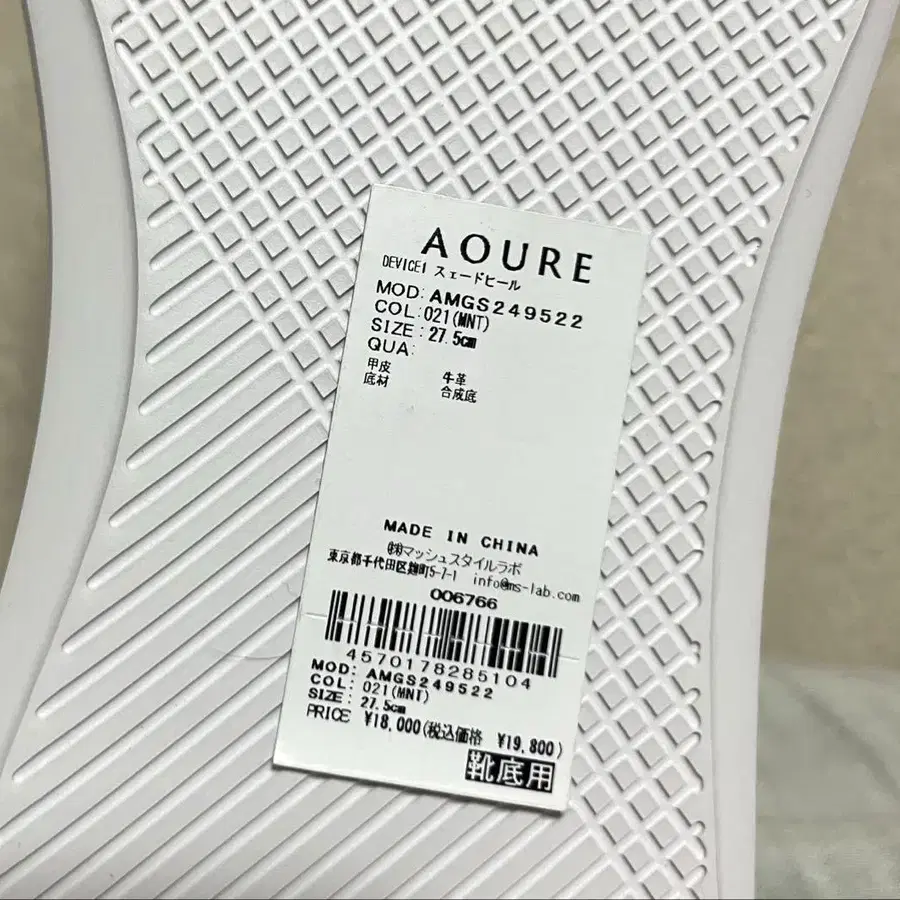 AOURE
DEVICE1 スェードヒール
MOD: AMGS249522
COL: 021(MNT)
SIZE: 27.5cm
QUA:
甲皮 牛革
底材 合成底
MADE IN CHINA
㈱マッシュスタイルラボ
東京都千代田区麹町5-7-1 info@ms-lab.com
006766
4570178285104
MOD: AMGS249522
COL: 021(MNT)
SIZE: 27.5cm
PRICE ¥18,000(税込価格 ¥19,800)
靴底用